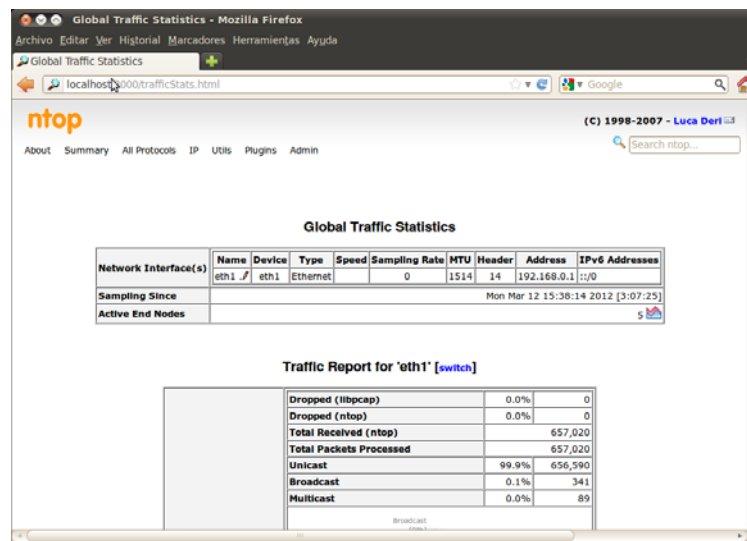 Global Traffic Statistics - Mozilla Firefox
Archivo Editar Ver Historial Marcadores Herramientas Ayuda
Global Traffic Statistics
localhost:3000/trafficStats.html
Google
ntop
(C) 1998-2007 - Luca Deri
About Summary All Protocols IP Utils Plugins Admin
Search ntop...
Global Traffic Statistics
Network Interface(s)
Name Device Type Speed Sampling Rate MTU Header Address IPv6 Addresses
eth1 eth1 Ethernet 0 1514 14 192.168.0.1 ::/0
Sampling Since Mon Mar 12 15:38:14 2012 [3:07:25]
Active End Nodes 5
Traffic Report for 'eth1' [switch]
Dropped (libpcap) 0.0% 0
Dropped (ntop) 0.0% 0
Total Received (ntop) 657,020
Total Packets Processed 657,020
Unicast 99.9% 656,590
Broadcast 0.1% 341
Multicast 0.0% 89
Broadcast